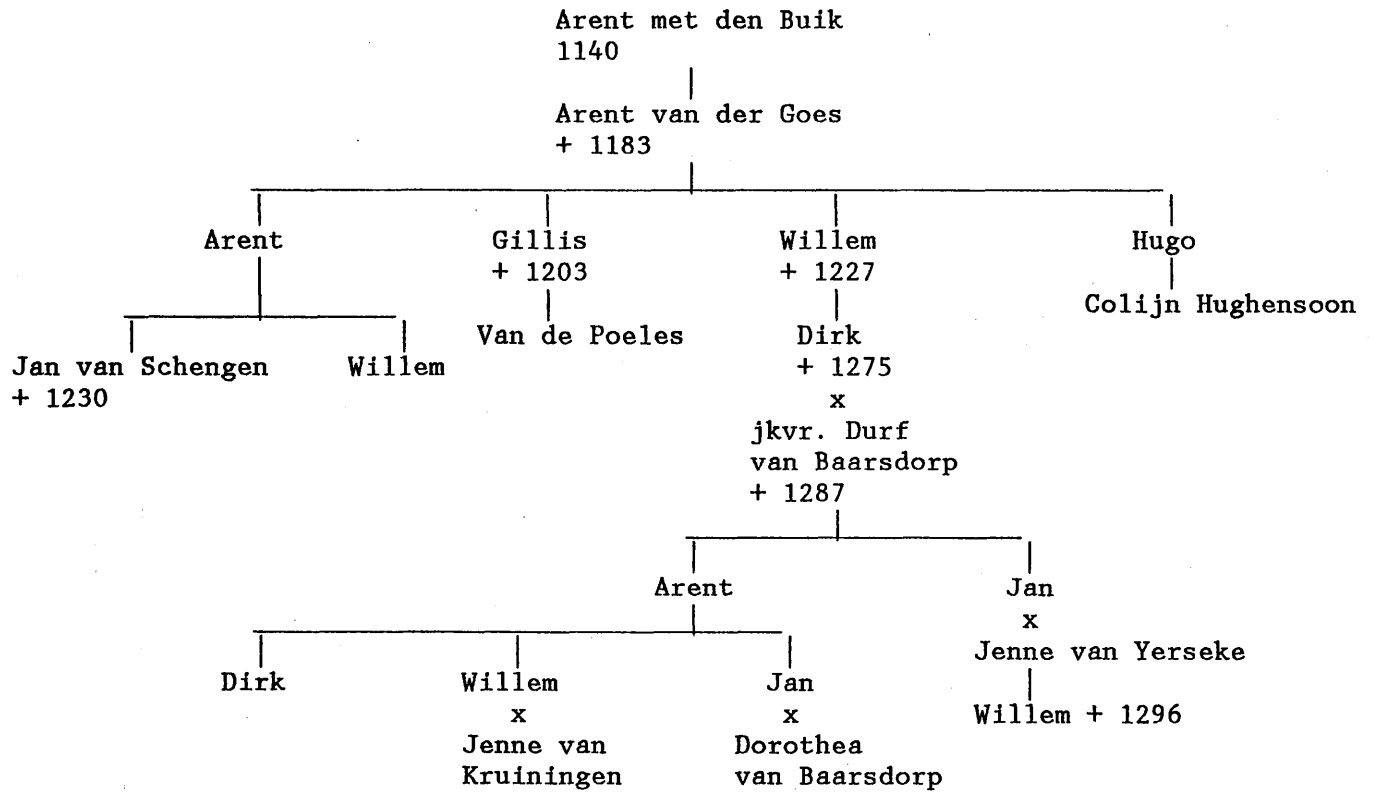 Arent met den Buik
1140
Arent van der Goes
+ 1183
Arent Gillis Willem Hugo
+ 1203 + 1227
Colijn Hughensoon
Van de Poeles Dirk
Jan van Schengen Willem + 1275
+ 1230 x
jkvr. Durf
van Baarsdorp
+ 1287
Arent Jan
x
Jenne van Yerseke
Dirk Willem Jan
x x Willem + 1296
Jenne van Dorothea
Kruiningen van Baarsdorp